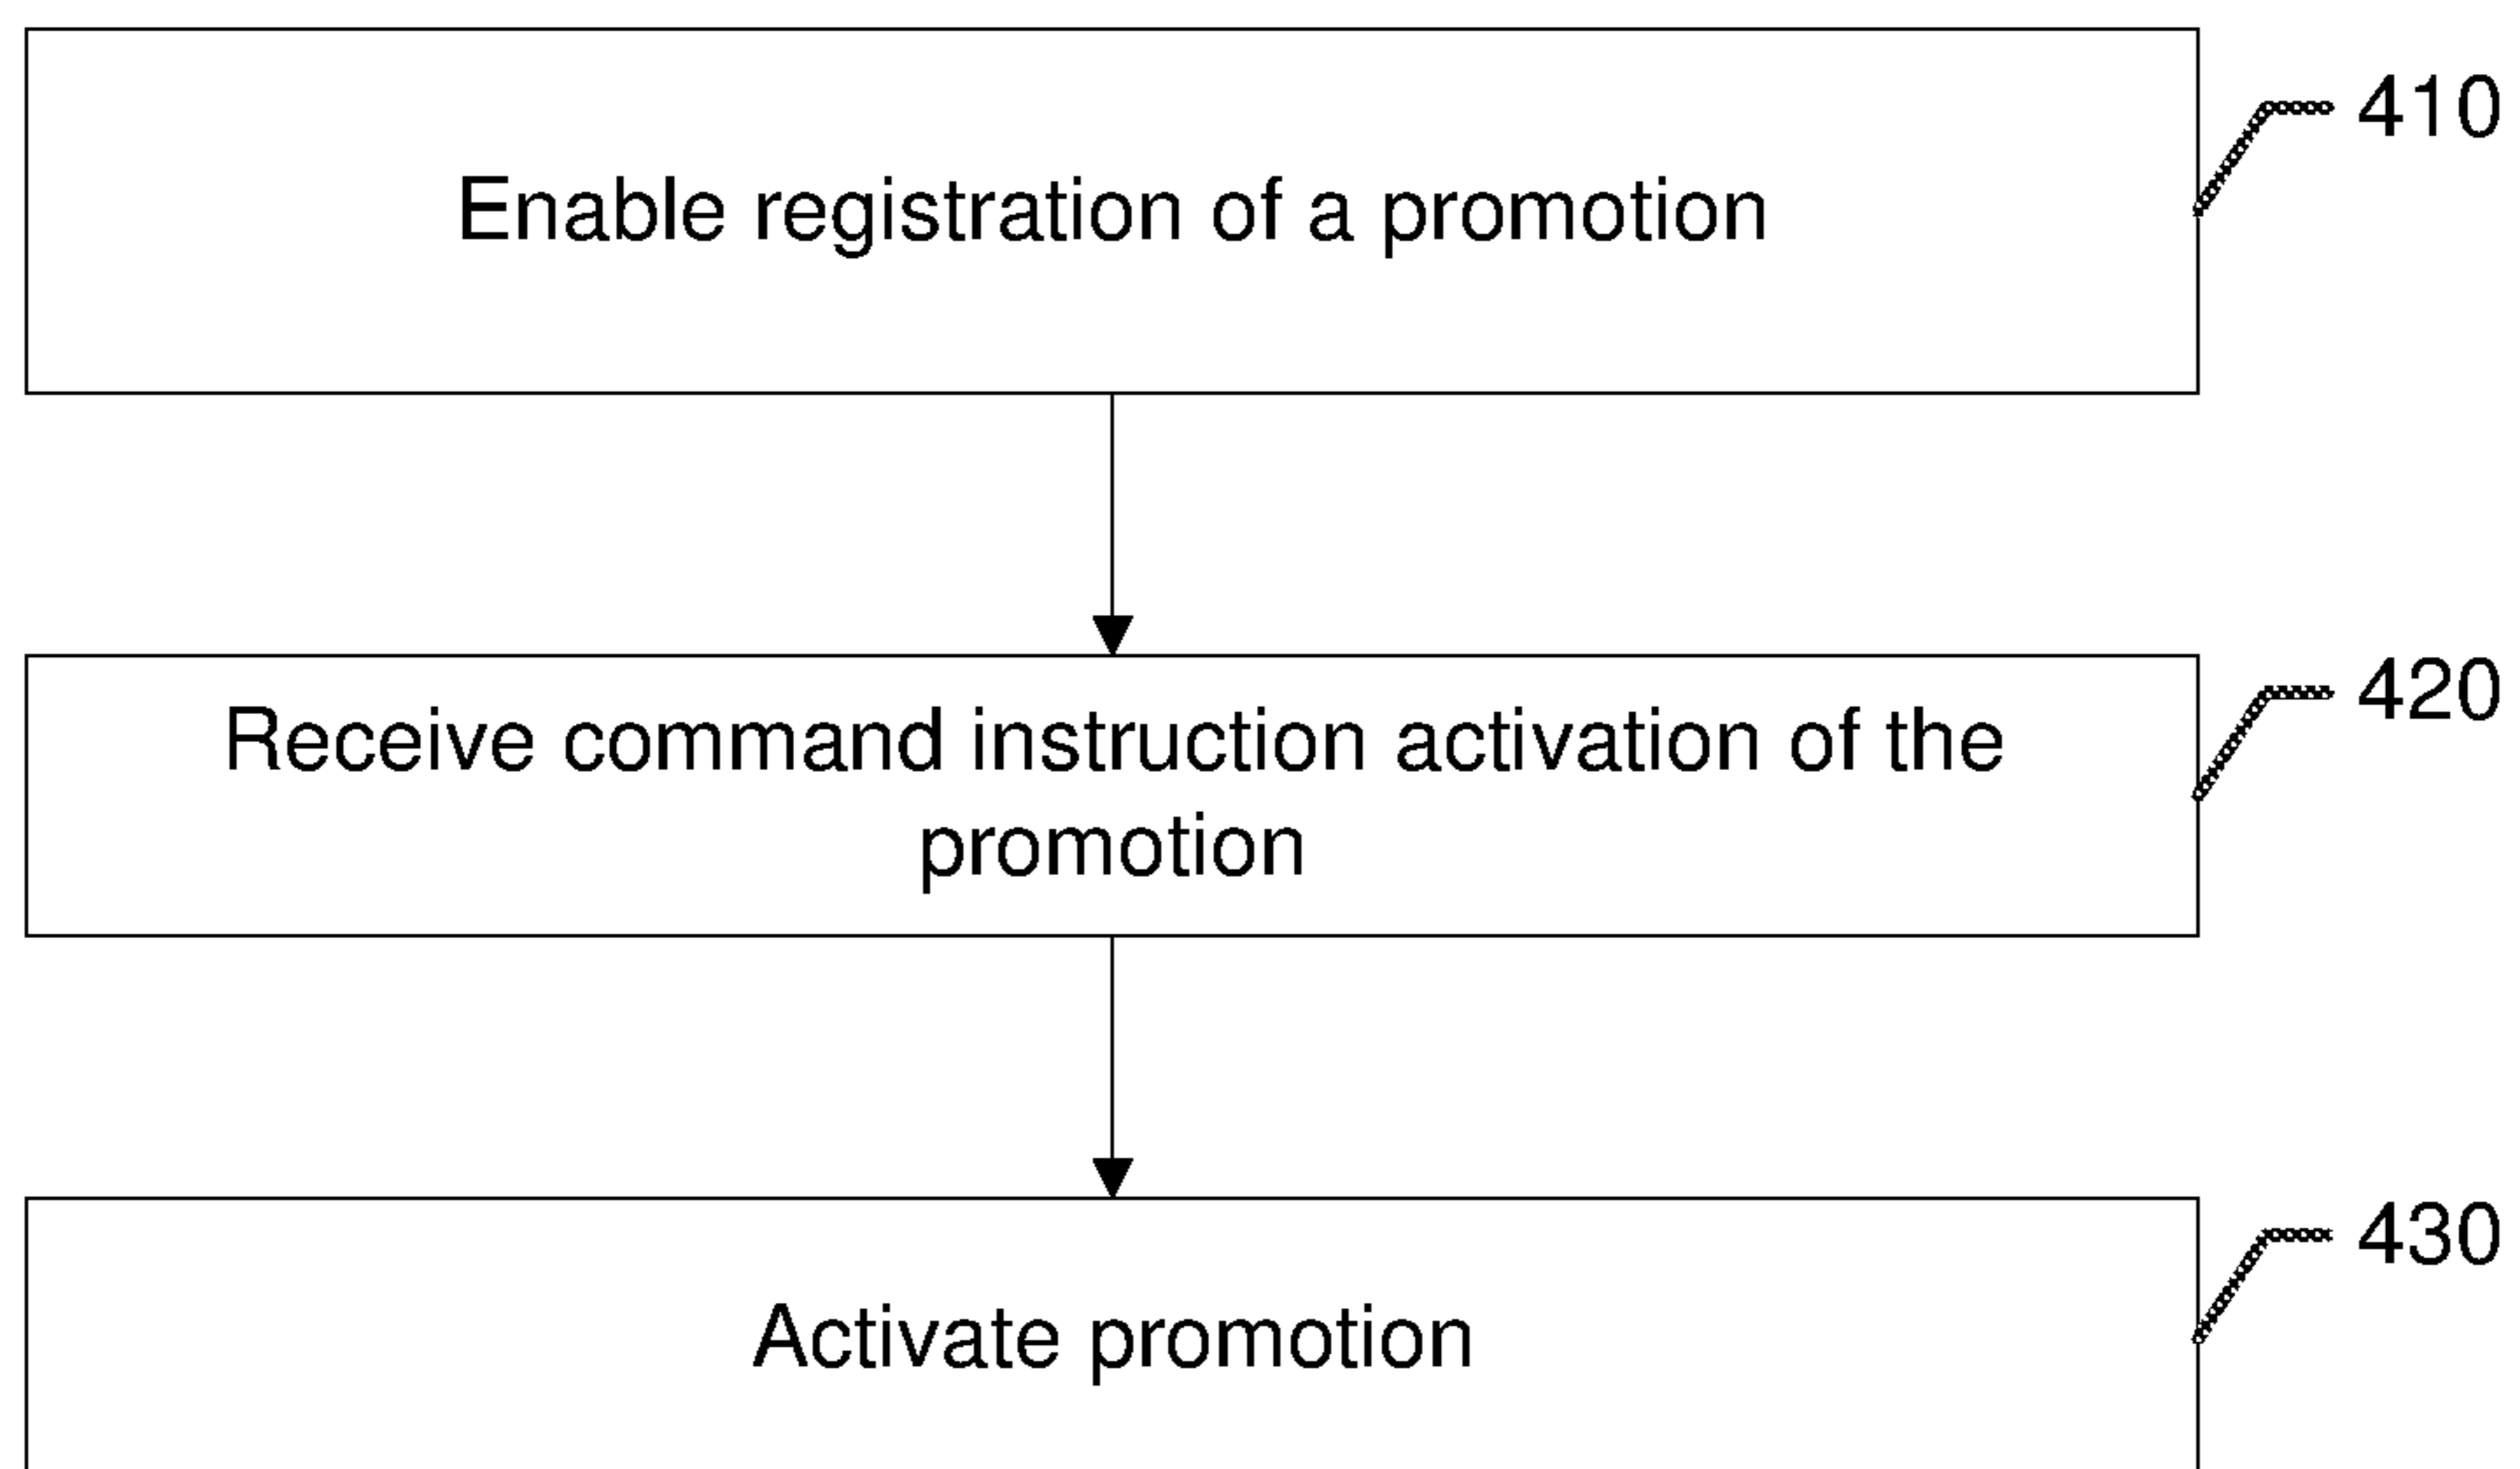 410
Enable registration of a promotion
420
Receive command instruction activation of the
promotion
430
Activate promotion